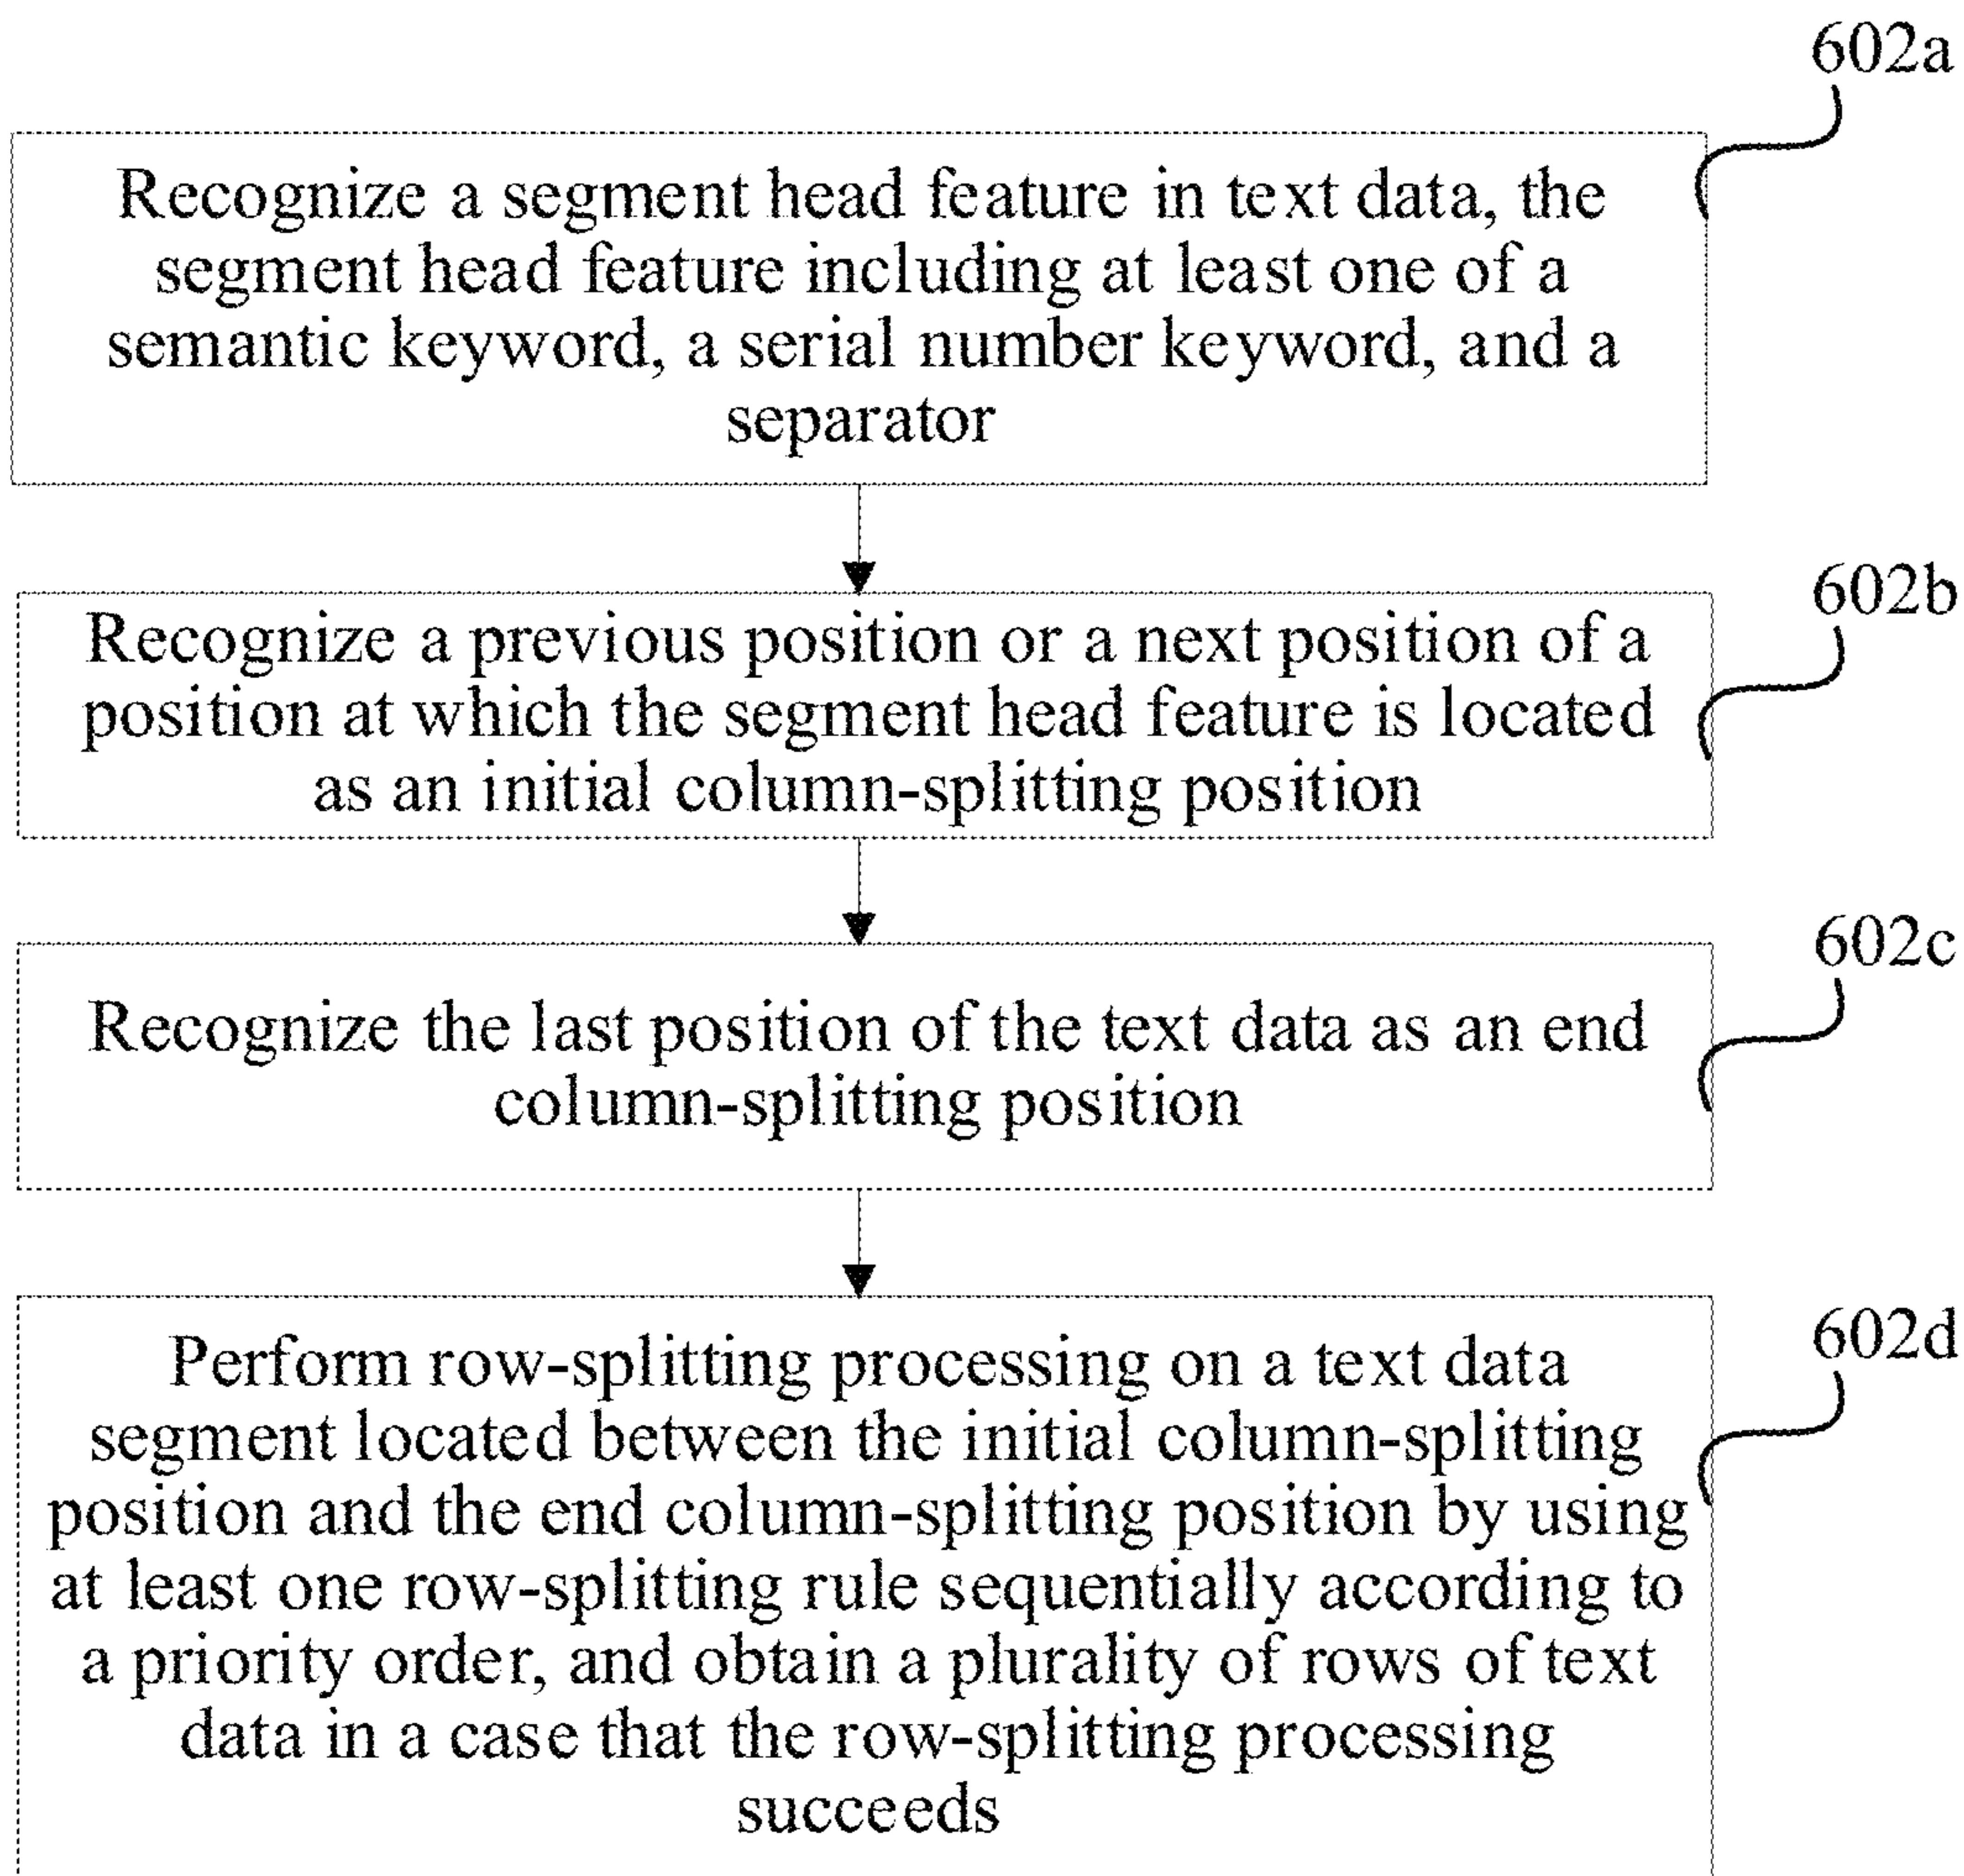 602a
Recognize a segment head feature in text data, the
segment head feature including at least one of a
semantic keyword, a serial number keyword, and a
separator
602b
Recognize a previous position or a next position of a
position at which the segment head feature is located
as an initial column-splitting position
602c
Recognize the last position of the text data as an end
column-splitting position
602d
Perform row-splitting processing on a text data
segment located between the initial column-splitting
position and the end column-splitting position by using
at least one row-splitting rule sequentially according to
a priority order, and obtain a plurality of rows of text
data in a case that the row-splitting processing
succeeds